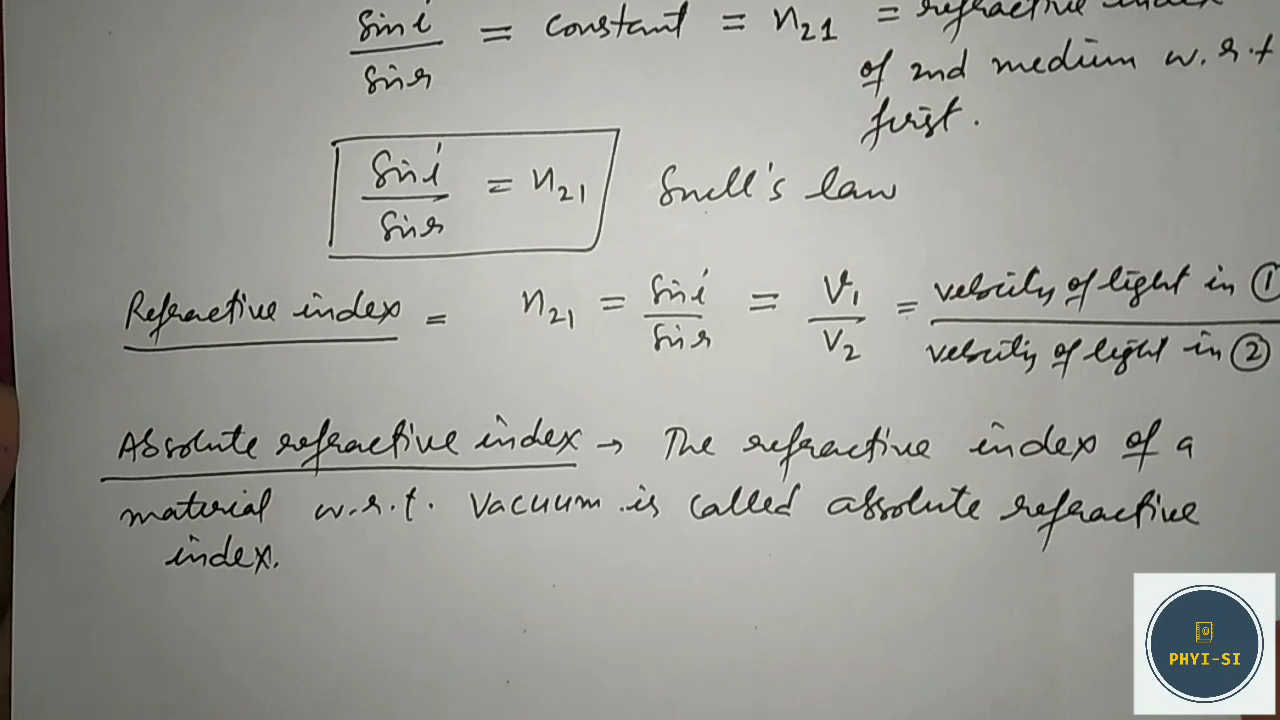 sin i / sin r = constant = n21 = refractive index
of 2nd medium w.r.t
first.
sin i / sin r = n21 Snell's law
Refractive index = n21 = sin i / sin r = V1 / V2 = velocity of light in ① / velocity of light in ②
Absolute refractive index → The refractive index of a
material w.r.t. Vacuum is called absolute refractive
index.
PHYI-SI